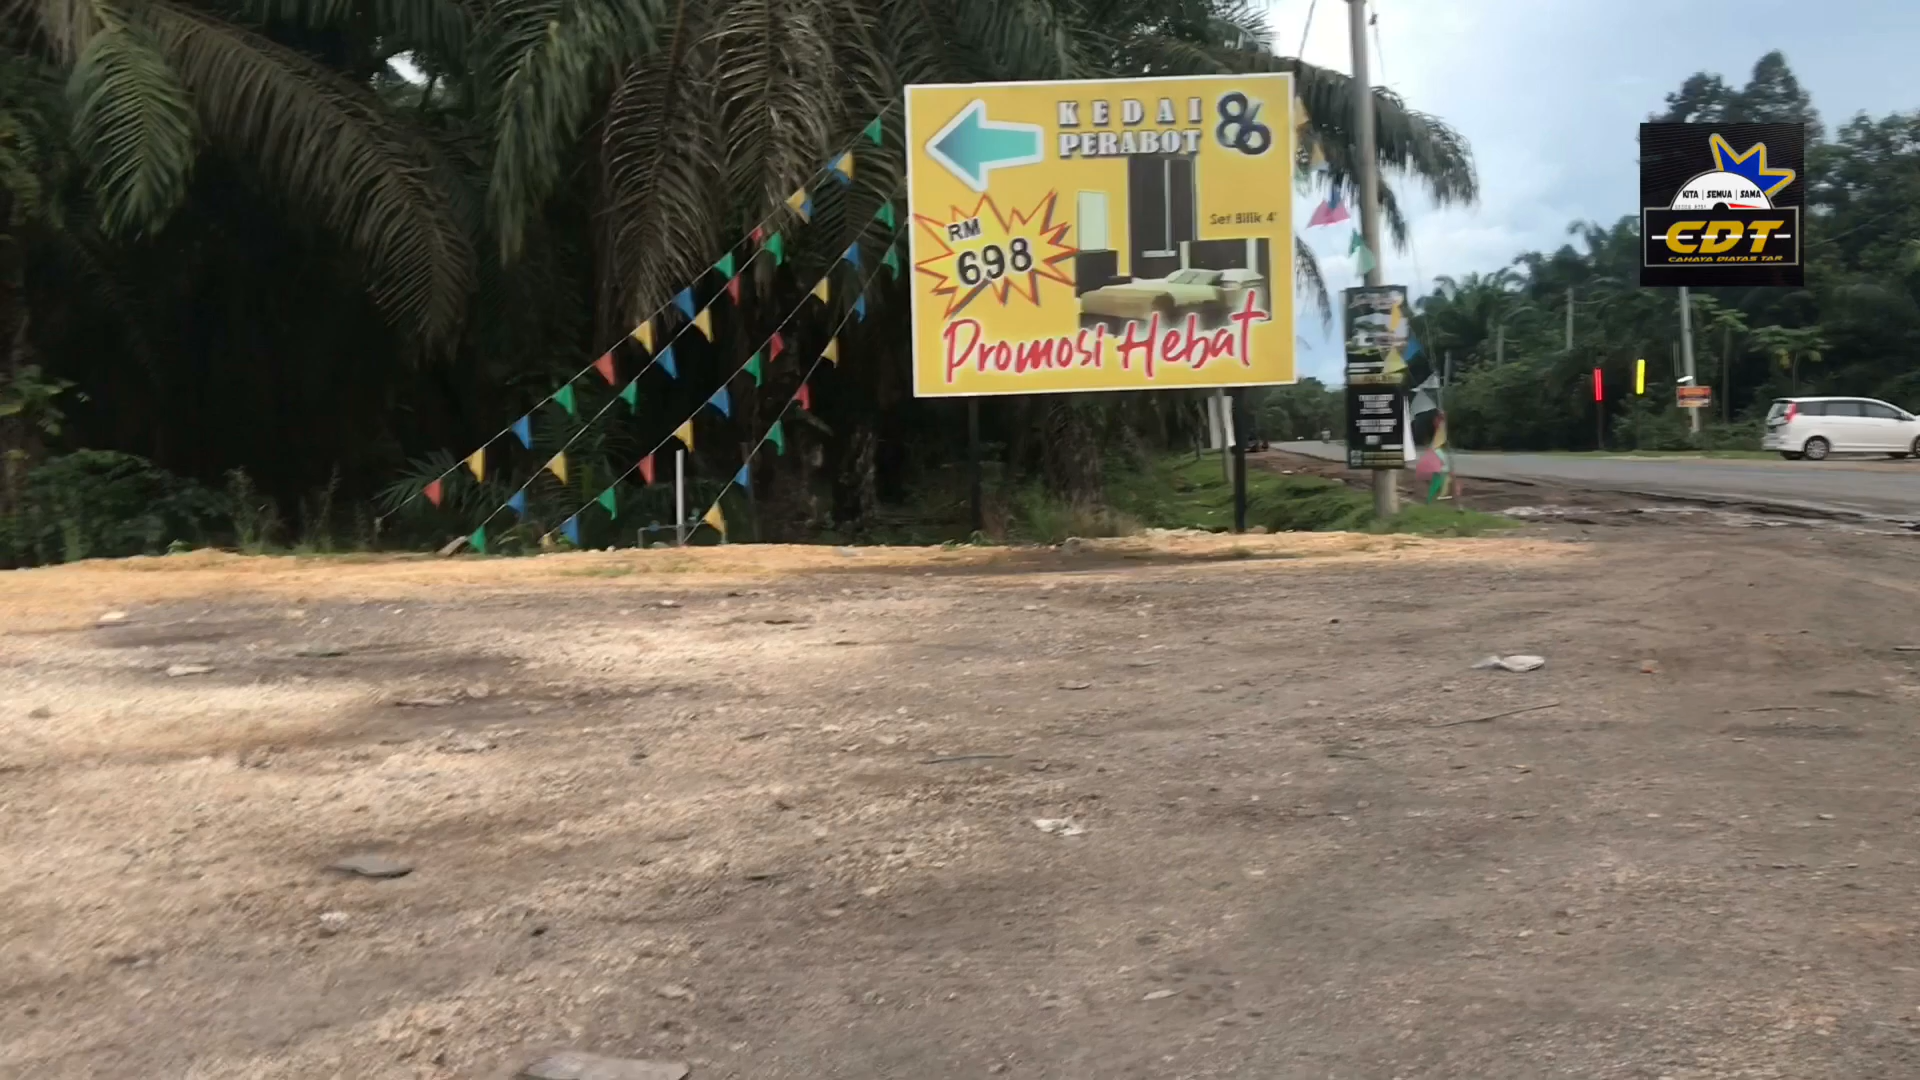 KEDAI
PERABOT
86
RM
698
Set Bilik 4'
Promosi Hebat
KITA | SEMUA | SAMA
CDT
CAHAYA DIATAS TAR